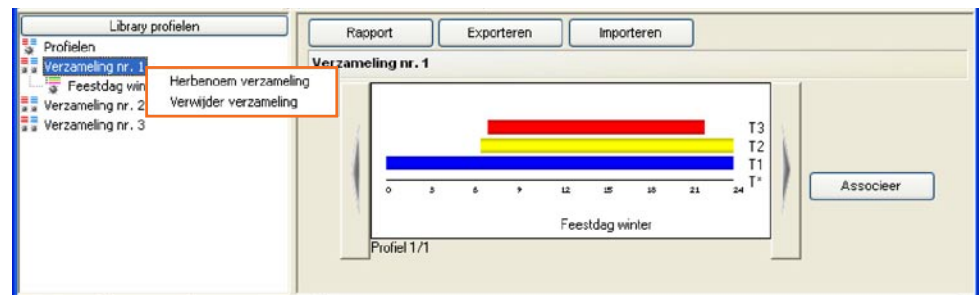 Library profielen
Profielen
Verzameling nr. 1
Feestdag win
Verzameling nr. 2
Verzameling nr. 3
Herbenoem verzameling
Verwijder verzameling
Rapport Exporteren Importeren
Verzameling nr. 1
T3
T2
T1
T*
0 3 6 9 12 15 18 21 24
Feestdag winter
Profiel 1/1
Associeer